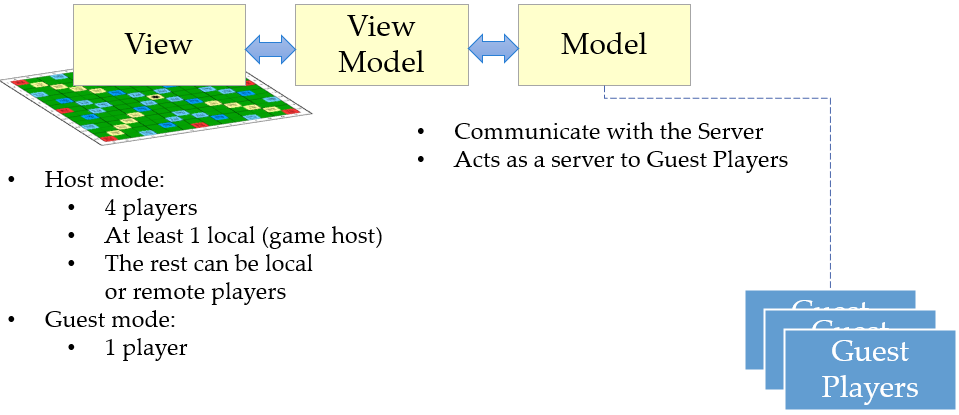 View
View
Model
Model
• Communicate with the Server
• Acts as a server to Guest Players
• Host mode:
• 4 players
• At least 1 local (game host)
• The rest can be local
or remote players
• Guest mode:
• 1 player
Guest
Guest
Guest
Players